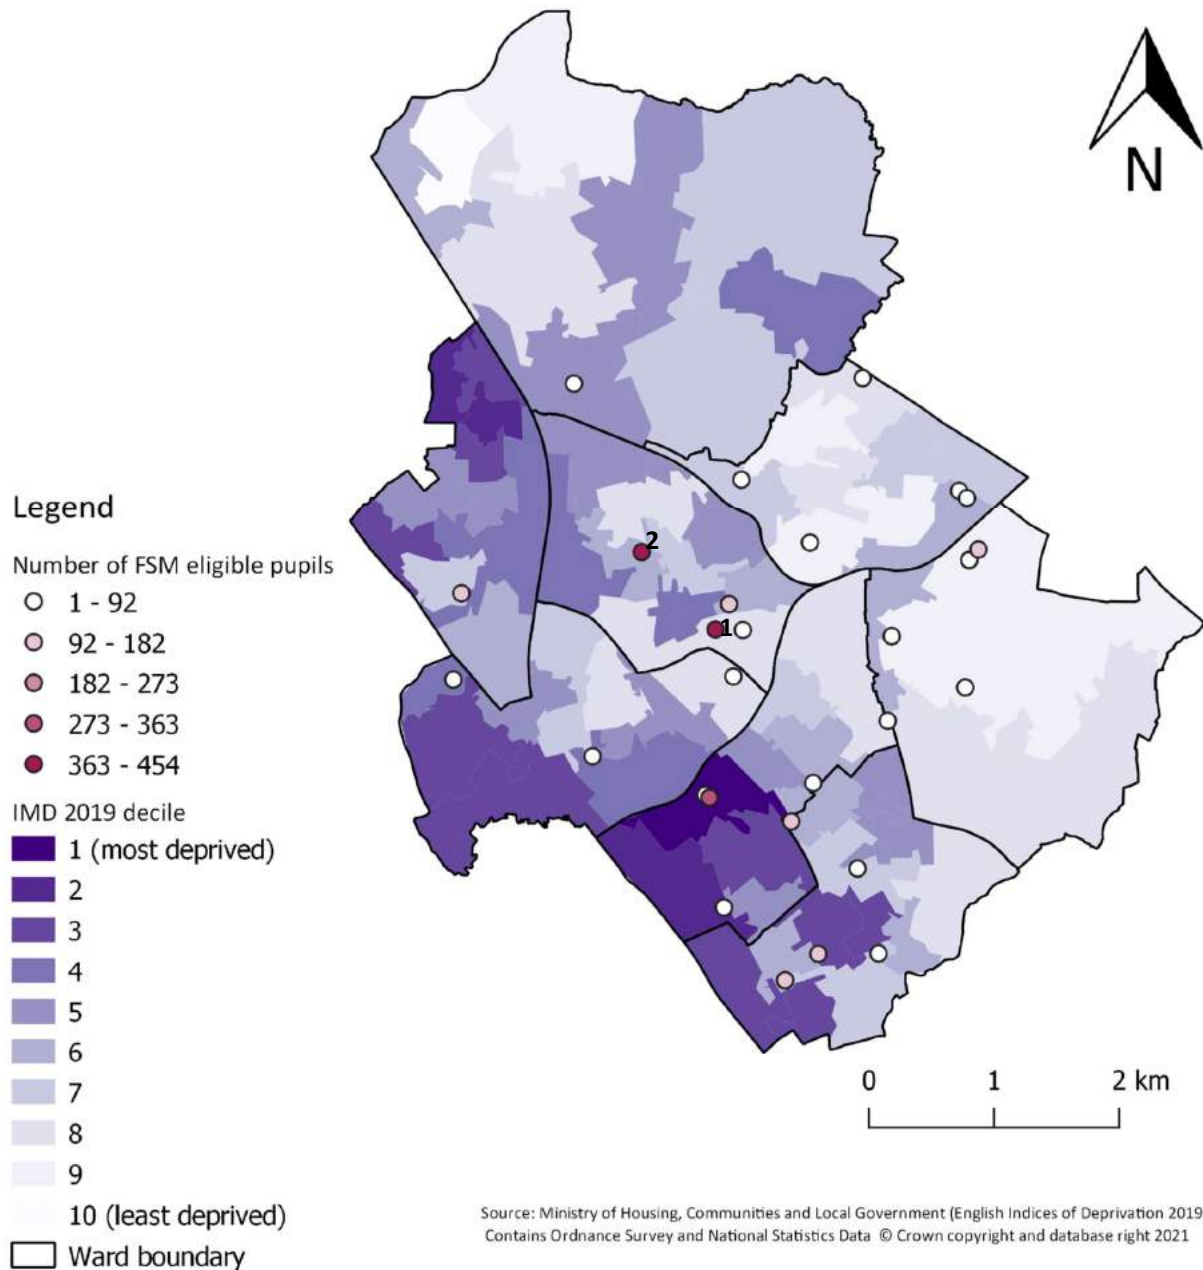 N
2
1
Legend
Number of FSM eligible pupils
1 - 92
92 - 182
182 - 273
273 - 363
363 - 454
IMD 2019 decile
1 (most deprived)
2
3
4
5
6
7
8
9
10 (least deprived)
Ward boundary
0 1 2 km
Source: Ministry of Housing, Communities and Local Government (English Indices of Deprivation 2019
Contains Ordnance Survey and National Statistics Data © Crown copyright and database right 2021